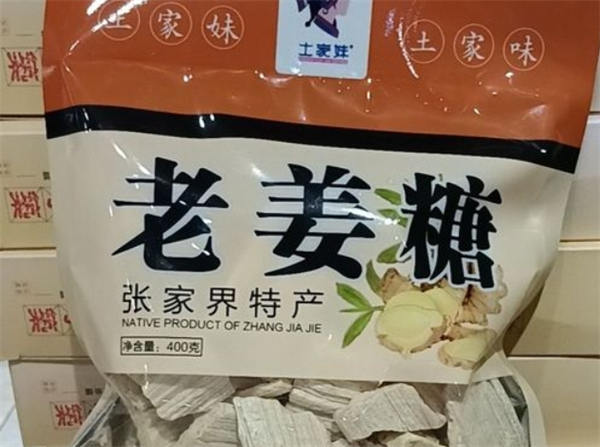 土家妹
土家妹®
土家味
老姜糖
张家界特产
NATIVE PRODUCT OF ZHANG JIA JIE
净含量: 400克